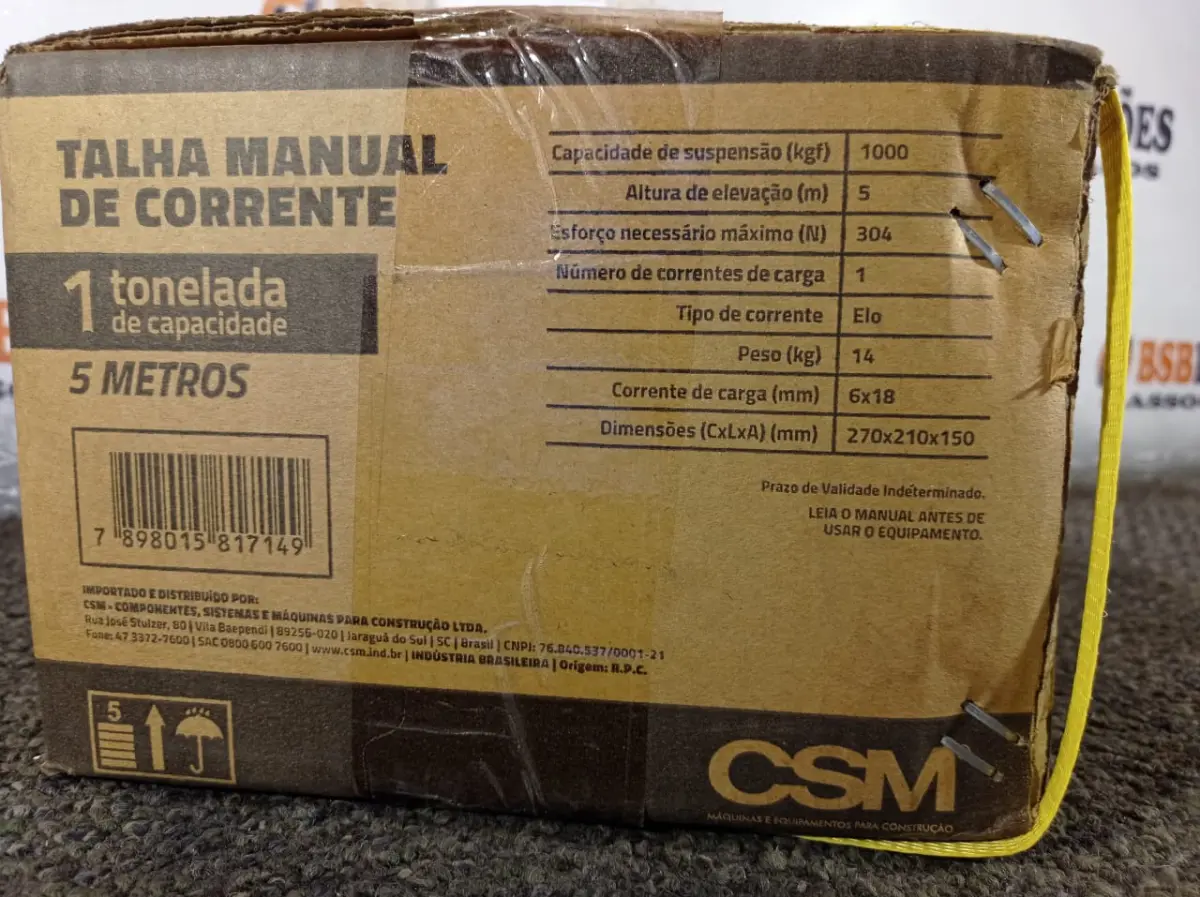 TALHA MANUAL
DE CORRENTE
1 tonelada
de capacidade
5 METROS
7 898015 817149
Capacidade de suspensão (kgf) 1000
Altura de elevação (m) 5
Esforço necessário máximo (N) 304
Número de correntes de carga 1
Tipo de corrente Elo
Peso (kg) 14
Corrente de carga (mm) 6x18
Dimensões (CxLxA) (mm) 270x210x150
Prazo de Validade Indeterminado.
LEIA O MANUAL ANTES DE
USAR O EQUIPAMENTO.
IMPORTADO E DISTRIBUÍDO POR:
CSM - COMPONENTES, SISTEMAS E MÁQUINAS PARA CONSTRUÇÃO LTDA.
Rua José Stulzer, 80 | Vila Baependi | 89256-020 | Jaraguá do Sul | SC | Brasil | CNPJ: 76.840.537/0001-21
Fone: 47 3372-7600 | SAC 0800 600 7600 | www.csm.ind.br | INDÚSTRIA BRASILEIRA | Origem: R.P.C.
5
CSM
MÁQUINAS E EQUIPAMENTOS PARA CONSTRUÇÃO
ÕES
OS
BSB
ASSO